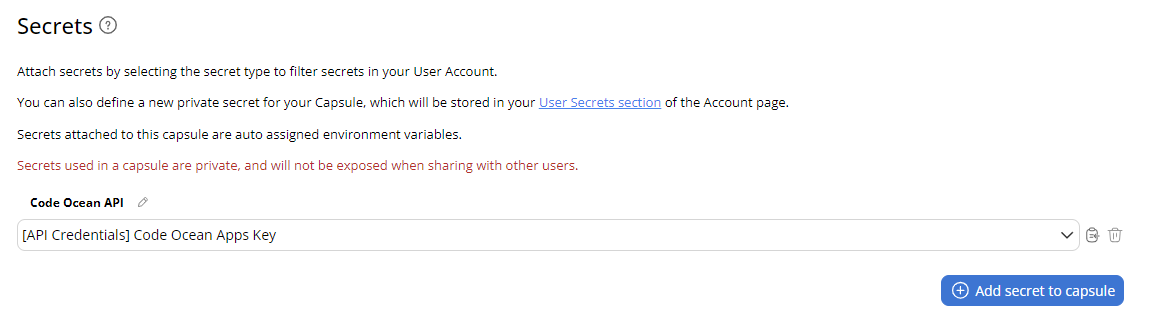 Secrets
Attach secrets by selecting the secret type to filter secrets in your User Account.
You can also define a new private secret for your Capsule, which will be stored in your User Secrets section of the Account page.
Secrets attached to this capsule are auto assigned environment variables.
Secrets used in a capsule are private, and will not be exposed when sharing with other users.
Code Ocean API
[API Credentials] Code Ocean Apps Key
Add secret to capsule